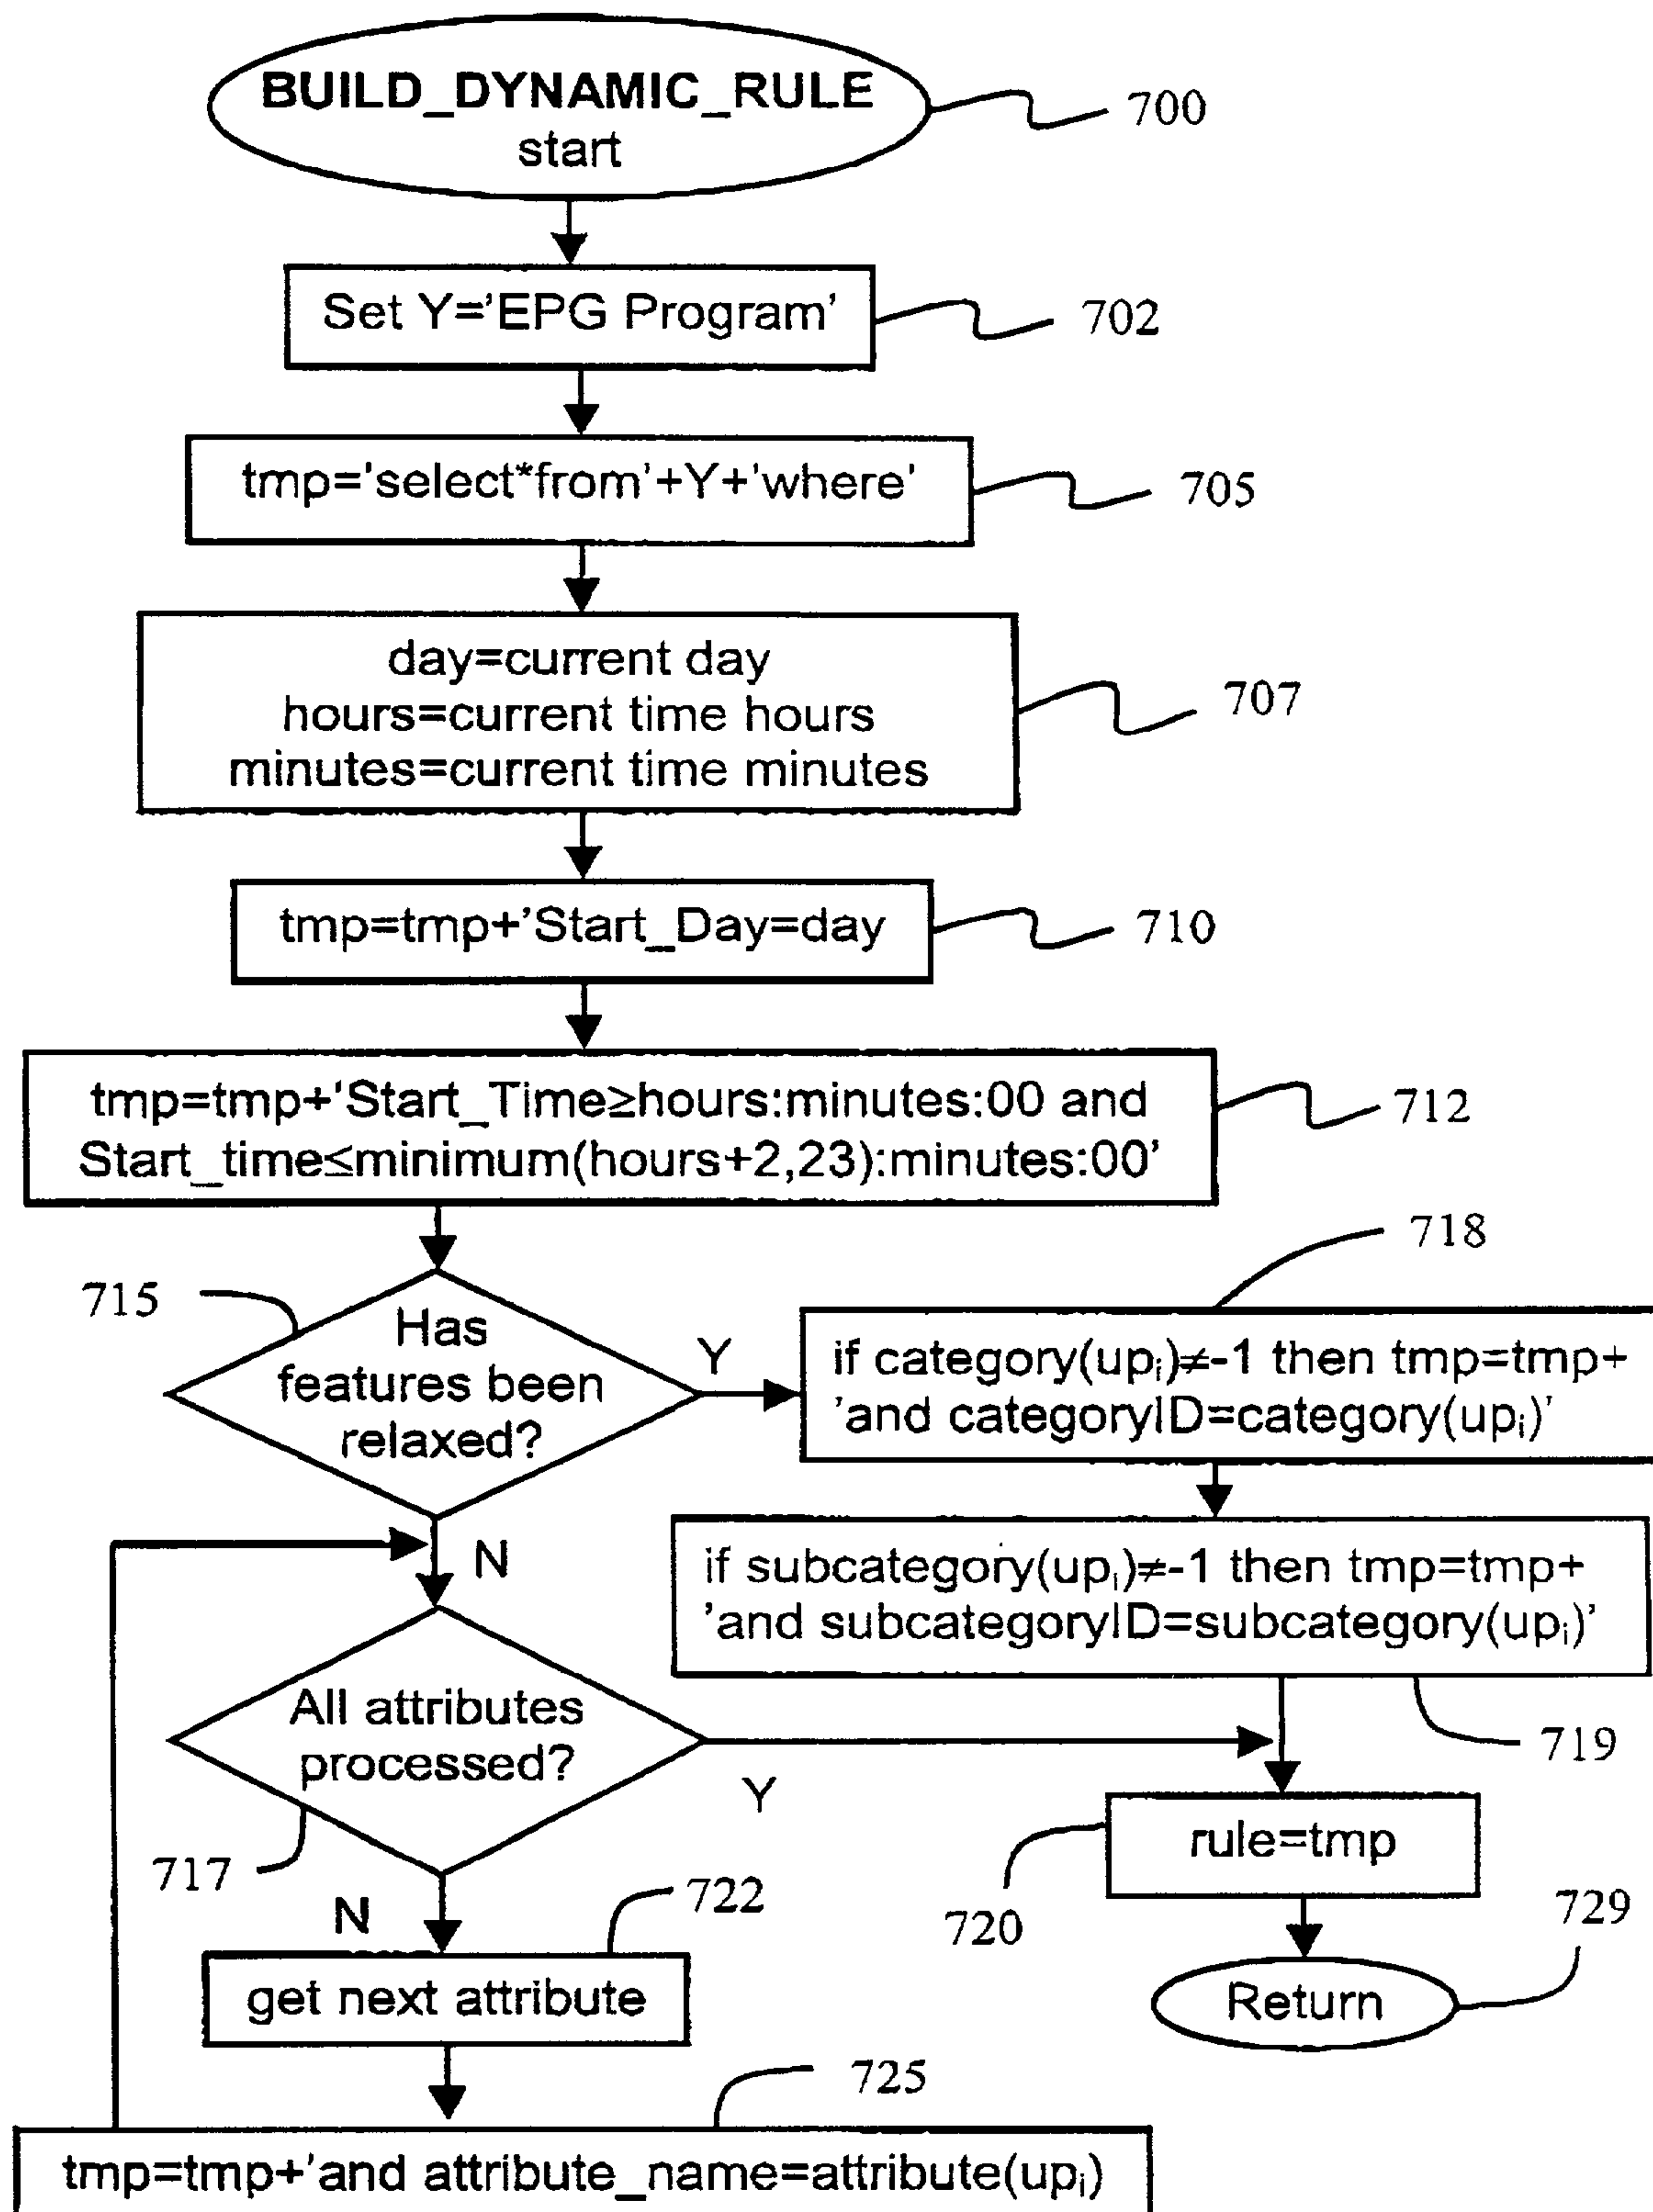 BUILD_DYNAMIC_RULE
start
700
Set Y='EPG Program'
702
tmp='select*from'+Y+'where'
705
day=current day
hours=current time hours
minutes=current time minutes
707
tmp=tmp+'Start_Day=day
710
tmp=tmp+'Start_Time≥hours:minutes:00 and
Start_time≤minimum(hours+2,23):minutes:00'
712
718
715
Has
features been
relaxed?
Y
if category(upᵢ)≠-1 then tmp=tmp+
'and categoryID=category(upᵢ)'
N
if subcategory(upᵢ)≠-1 then tmp=tmp+
'and subcategoryID=subcategory(upᵢ)'
719
All attributes
processed?
Y
717
rule=tmp
720
N
722
729
get next attribute
Return
725
tmp=tmp+'and attribute_name=attribute(upᵢ)